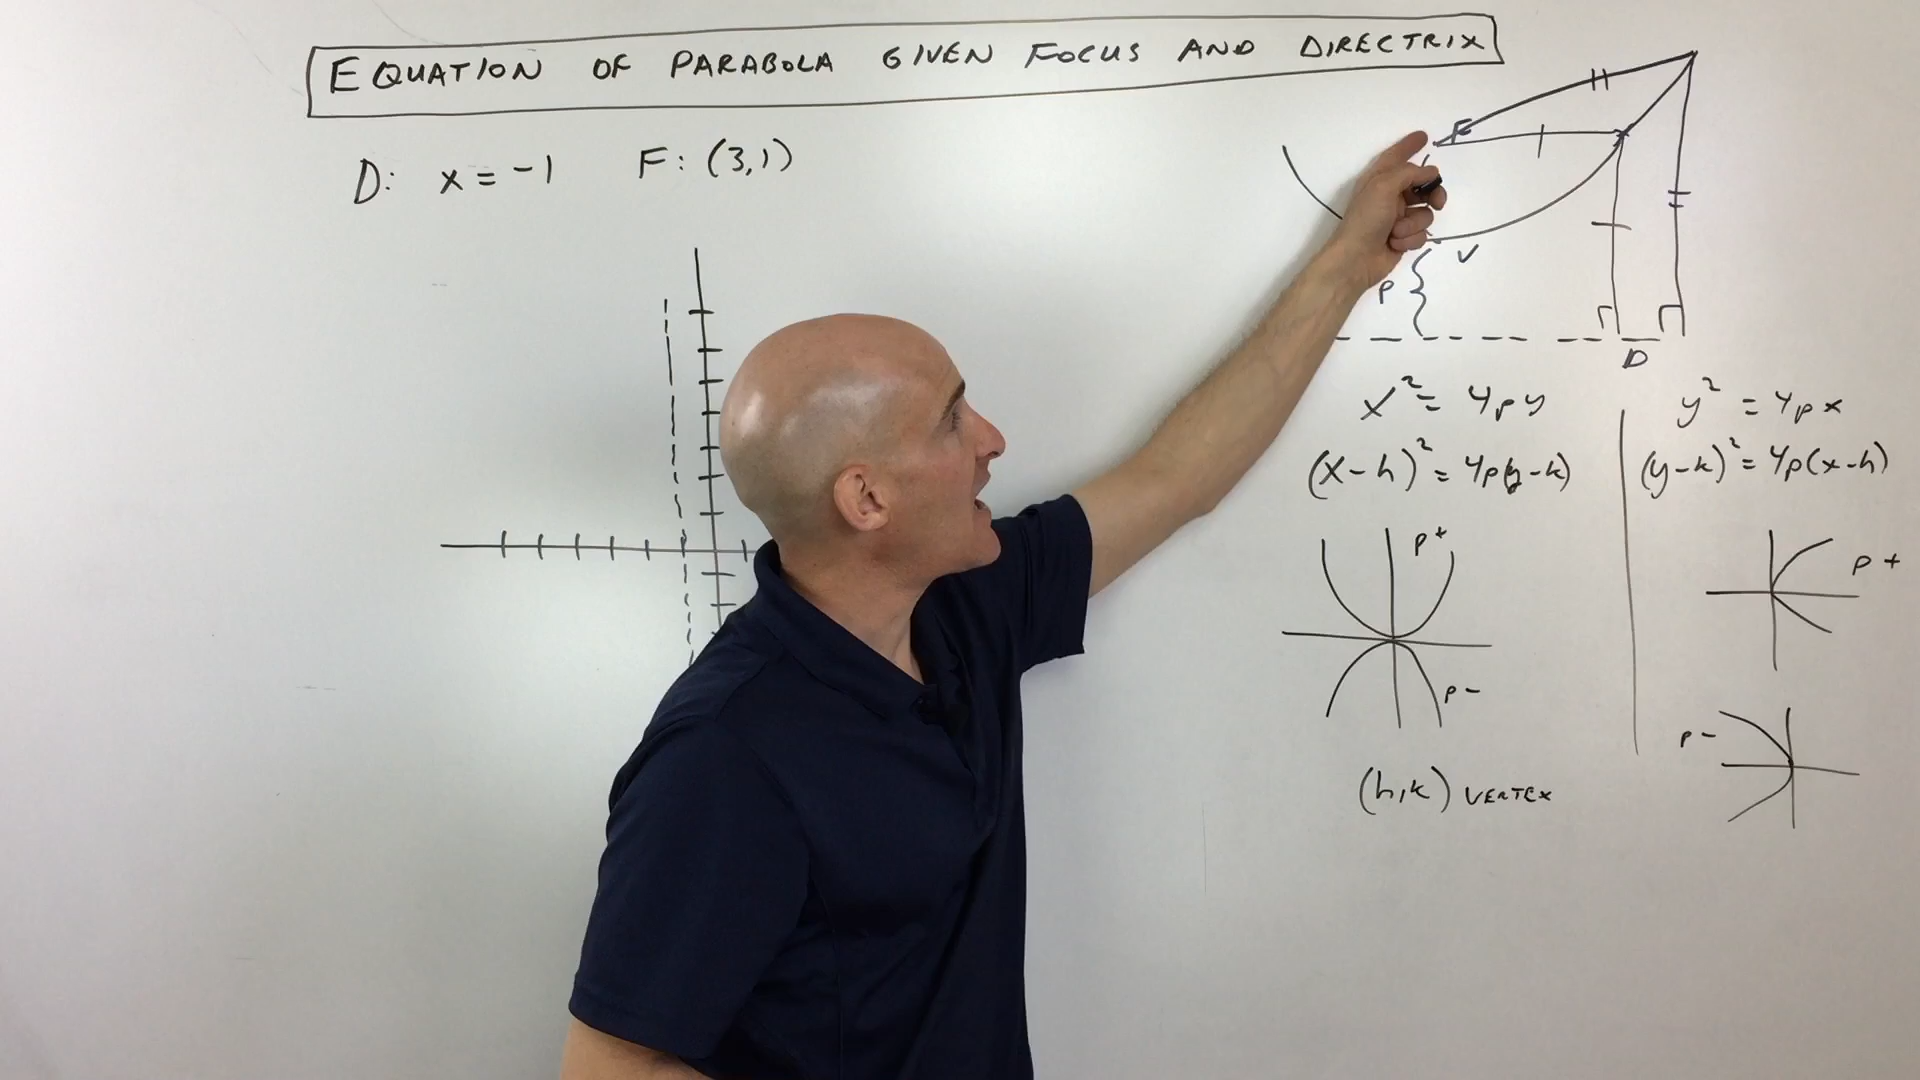 EQUATION OF PARABOLA GIVEN FOCUS AND DIRECTRIX
D: x = -1 F: (3,1)
F
V
P
D
x² = 4py
(x-h)² = 4p(y-k)
P+
P-
(h,k) VERTEX
y² = 4px
(y-k)² = 4p(x-h)
P+
P-